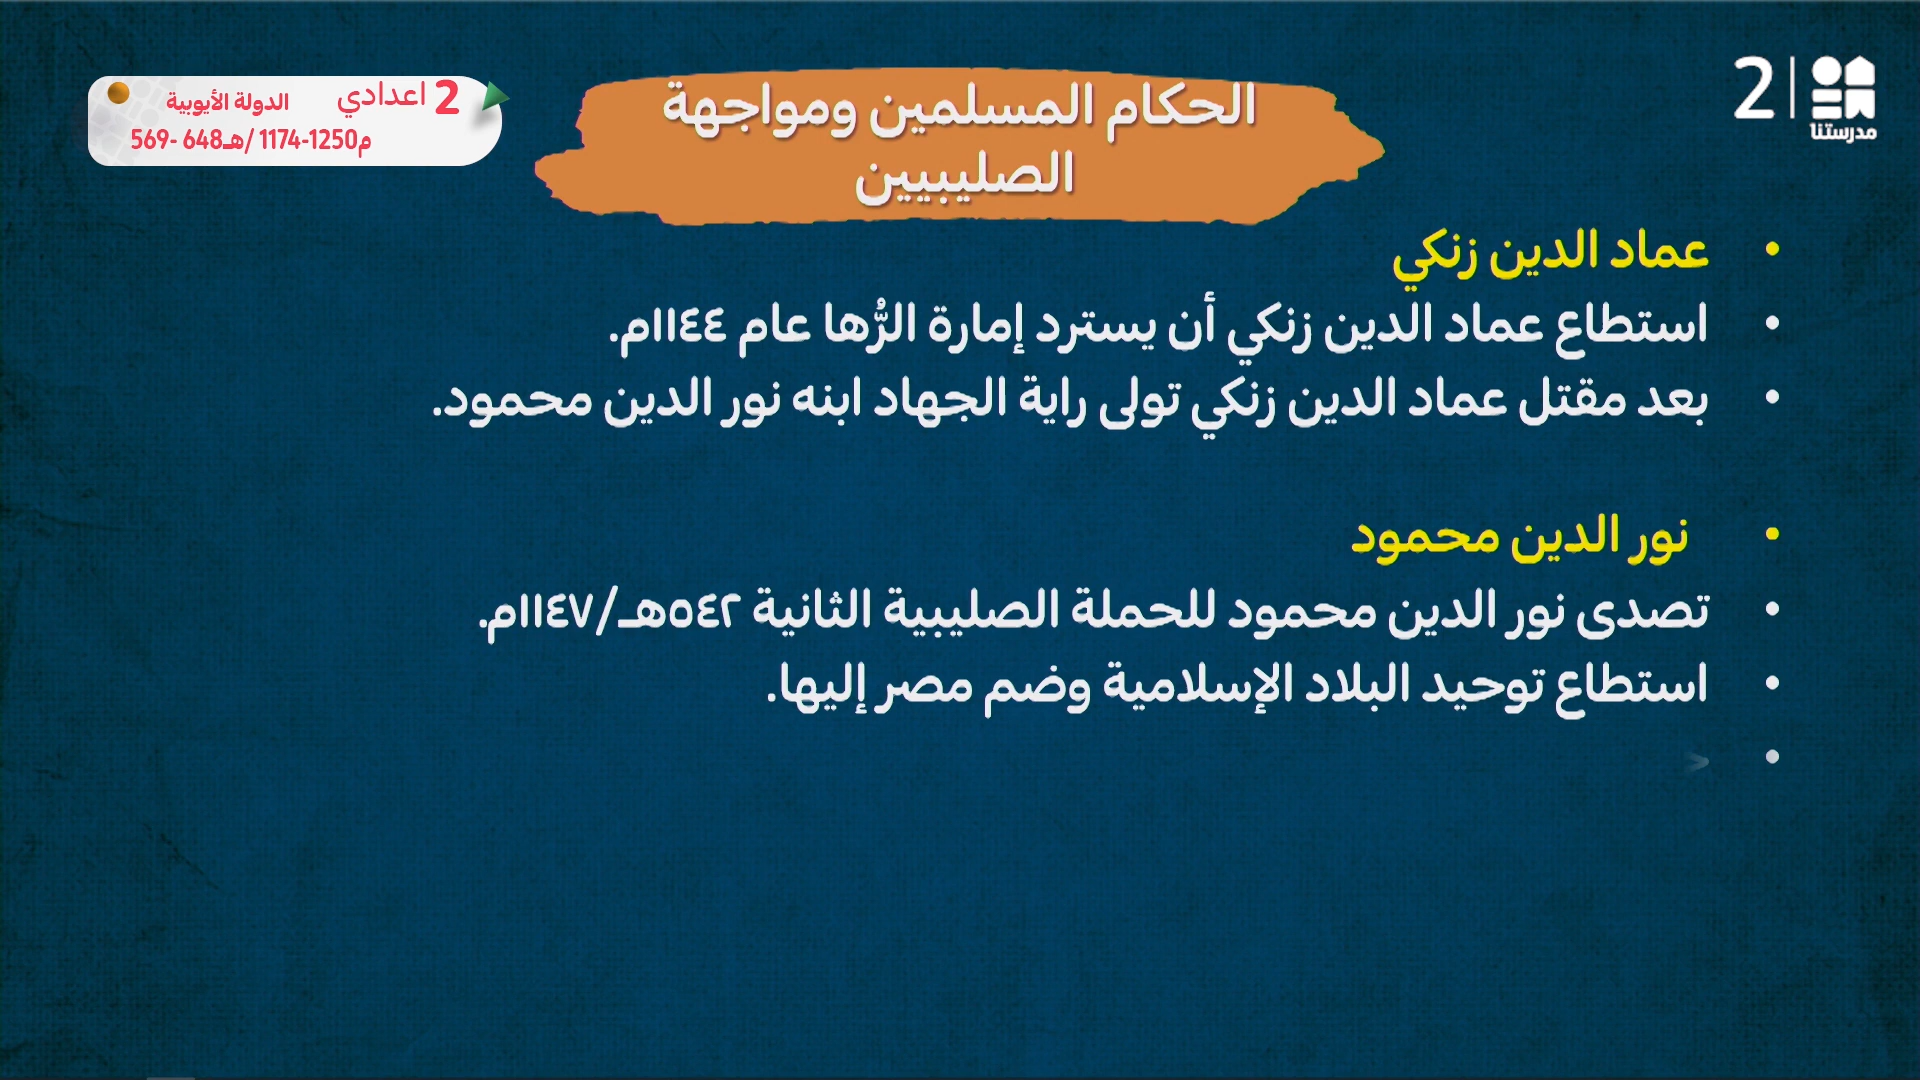 2
مدرستنا
2 اعدادي الدولة الأيوبية
569- 648هـ/ 1174-1250م
الحكام المسلمين ومواجهة
الصليبيين
• عماد الدين زنكي
• استطاع عماد الدين زنكي أن يسترد إمارة الرُّها عام ١١٤٤م.
• بعد مقتل عماد الدين زنكي تولى راية الجهاد ابنه نور الدين محمود.
• نور الدين محمود
• تصدى نور الدين محمود للحملة الصليبية الثانية ٥٤٢هـ/١١٤٧م.
• استطاع توحيد البلاد الإسلامية وضم مصر إليها.